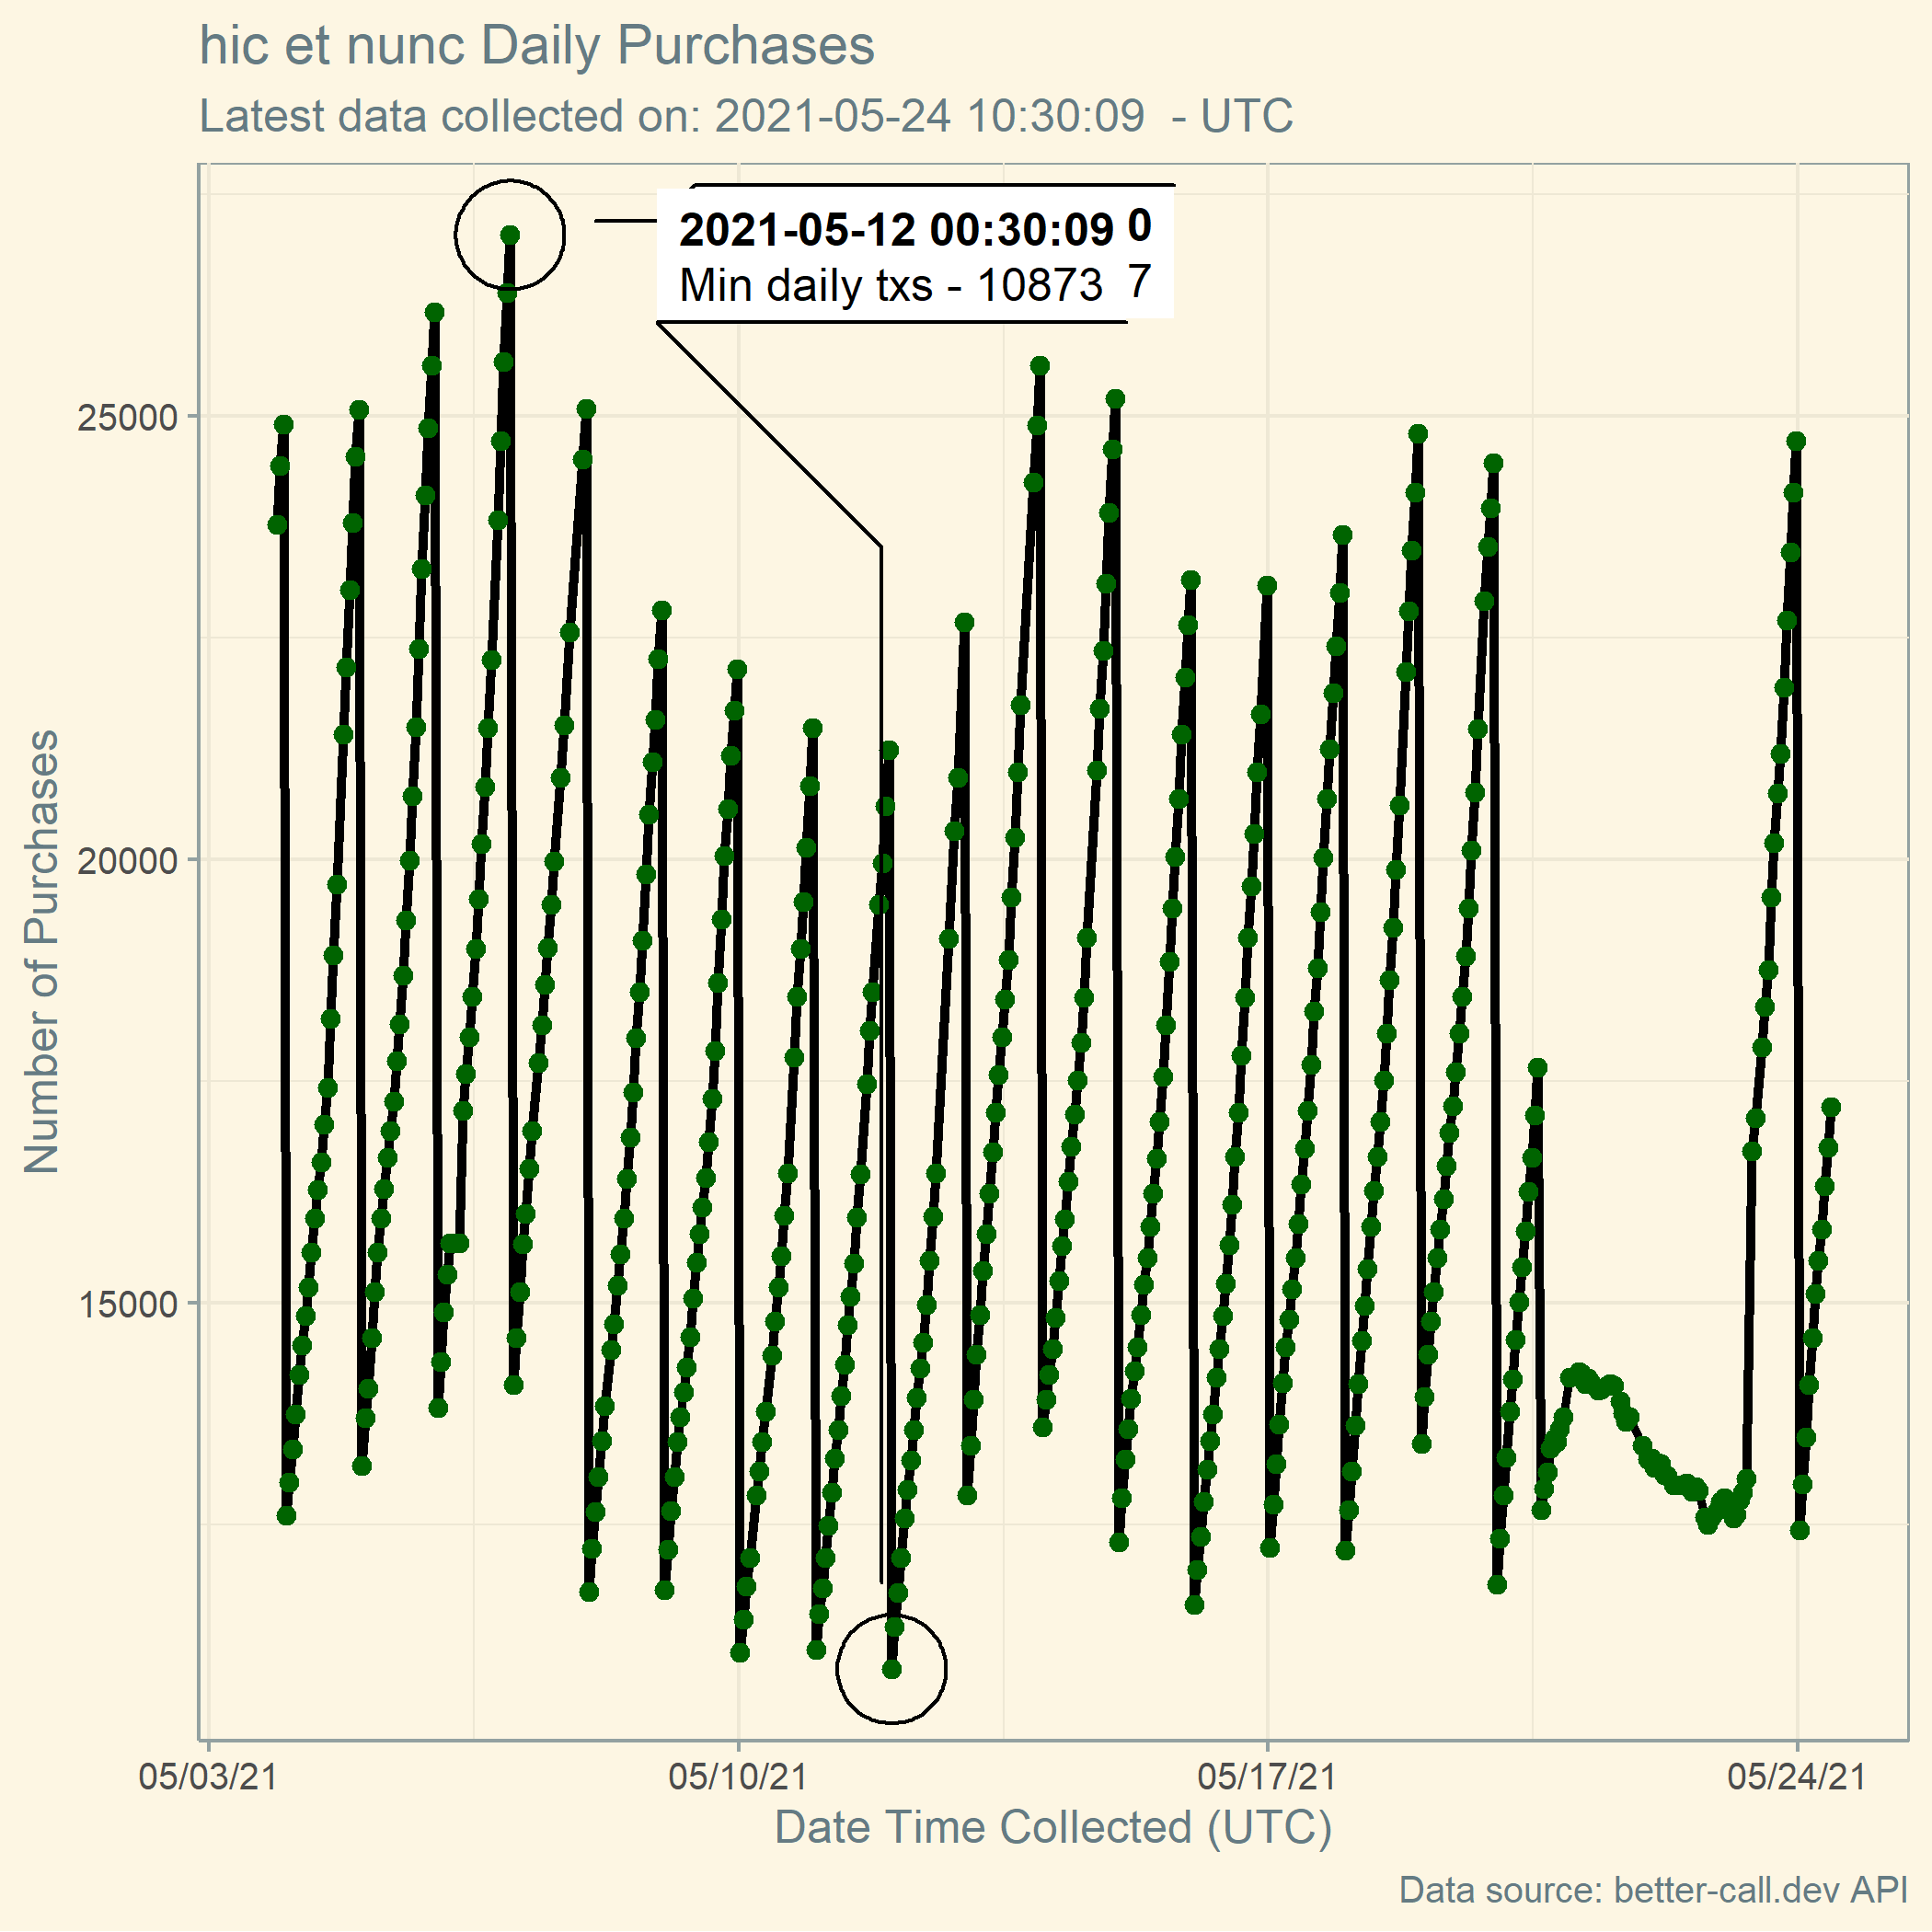 hic et nunc Daily Purchases
Latest data collected on: 2021-05-24 10:30:09 - UTC
2021-05-12 00:30:09 0
Min daily txs - 10873 7
25000
20000
15000
Number of Purchases
05/03/21 05/10/21 05/17/21 05/24/21
Date Time Collected (UTC)
Data source: better-call.dev API